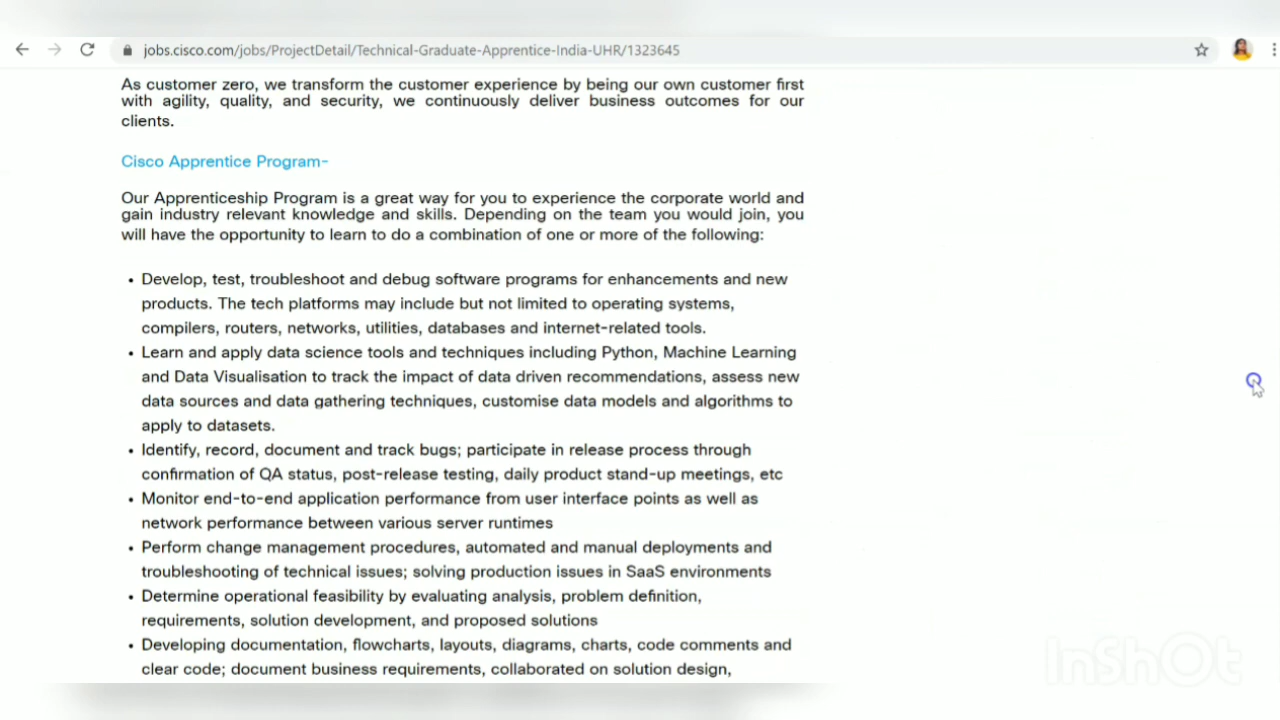 jobs.cisco.com/jobs/ProjectDetail/Technical-Graduate-Apprentice-India-UHR/1323645
As customer zero, we transform the customer experience by being our own customer first
with agility, quality, and security, we continuously deliver business outcomes for our
clients.
Cisco Apprentice Program-
Our Apprenticeship Program is a great way for you to experience the corporate world and
gain industry relevant knowledge and skills. Depending on the team you would join, you
will have the opportunity to learn to do a combination of one or more of the following:
• Develop, test, troubleshoot and debug software programs for enhancements and new
products. The tech platforms may include but not limited to operating systems,
compilers, routers, networks, utilities, databases and internet-related tools.
• Learn and apply data science tools and techniques including Python, Machine Learning
and Data Visualisation to track the impact of data driven recommendations, assess new
data sources and data gathering techniques, customise data models and algorithms to
apply to datasets.
• Identify, record, document and track bugs; participate in release process through
confirmation of QA status, post-release testing, daily product stand-up meetings, etc
• Monitor end-to-end application performance from user interface points as well as
network performance between various server runtimes
• Perform change management procedures, automated and manual deployments and
troubleshooting of technical issues; solving production issues in SaaS environments
• Determine operational feasibility by evaluating analysis, problem definition,
requirements, solution development, and proposed solutions
• Developing documentation, flowcharts, layouts, diagrams, charts, code comments and
clear code; document business requirements, collaborated on solution design,
InShOt